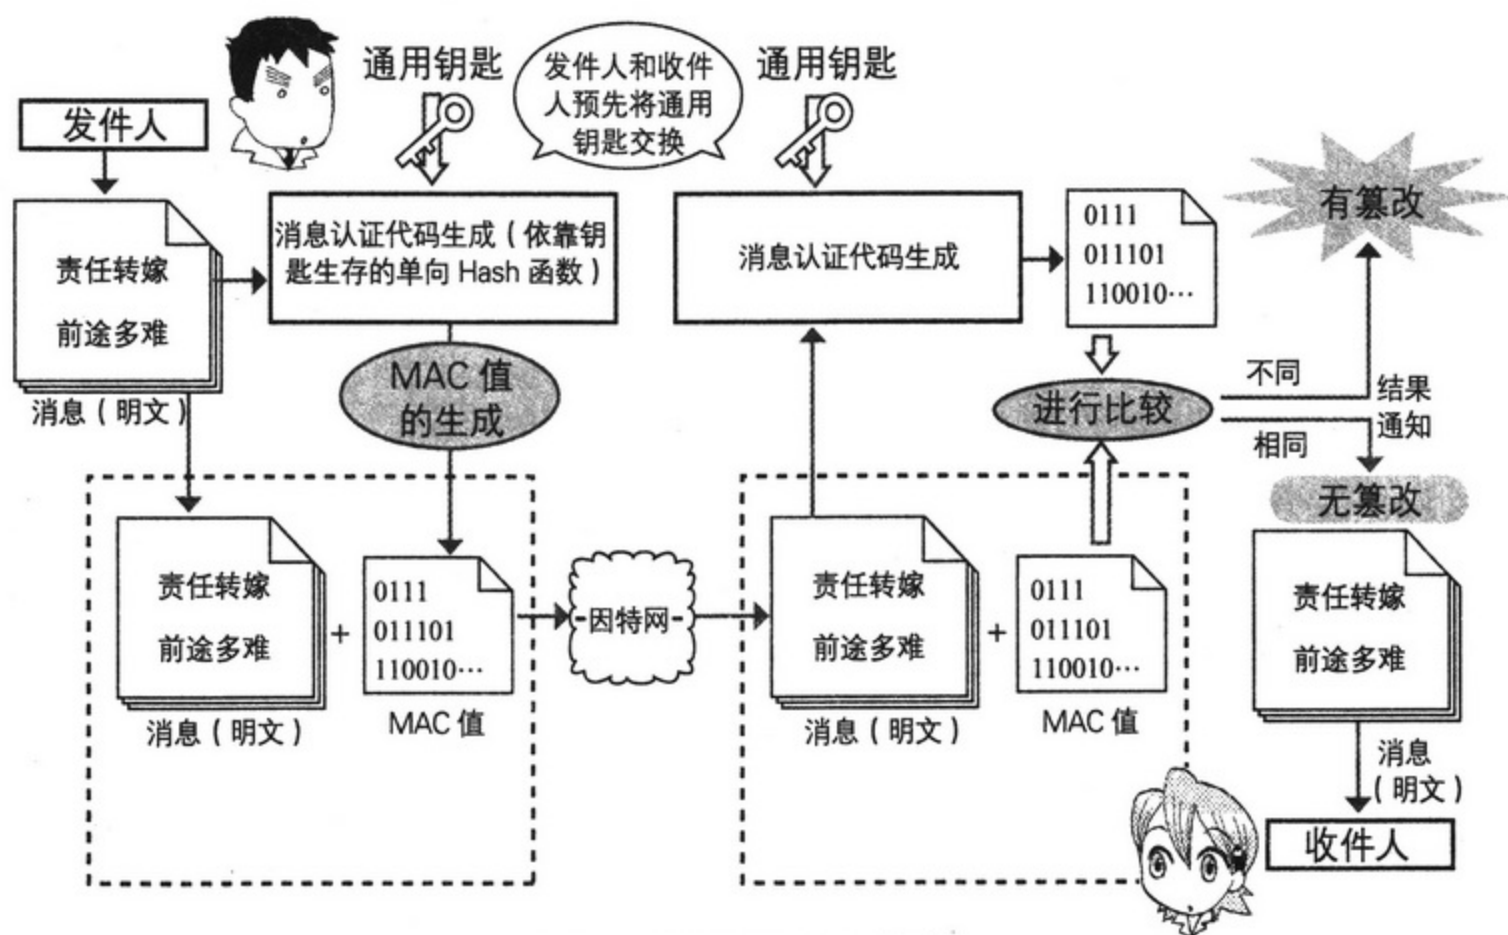 发件人
通用钥匙
发件人和收件
人预先将通用
钥匙交换
通用钥匙
责任转嫁
前途多难
消息（明文）
消息认证代码生成（依靠钥
匙生存的单向 Hash 函数）
MAC 值
的生成
消息认证代码生成
0111
011101
110010…
有篡改
进行比较
不同
相同
结果
通知
无篡改
责任转嫁
前途多难
消息（明文）
+
0111
011101
110010…
MAC 值
因特网
责任转嫁
前途多难
消息（明文）
+
0111
011101
110010…
MAC 值
责任转嫁
前途多难
消息
（明文）
收件人